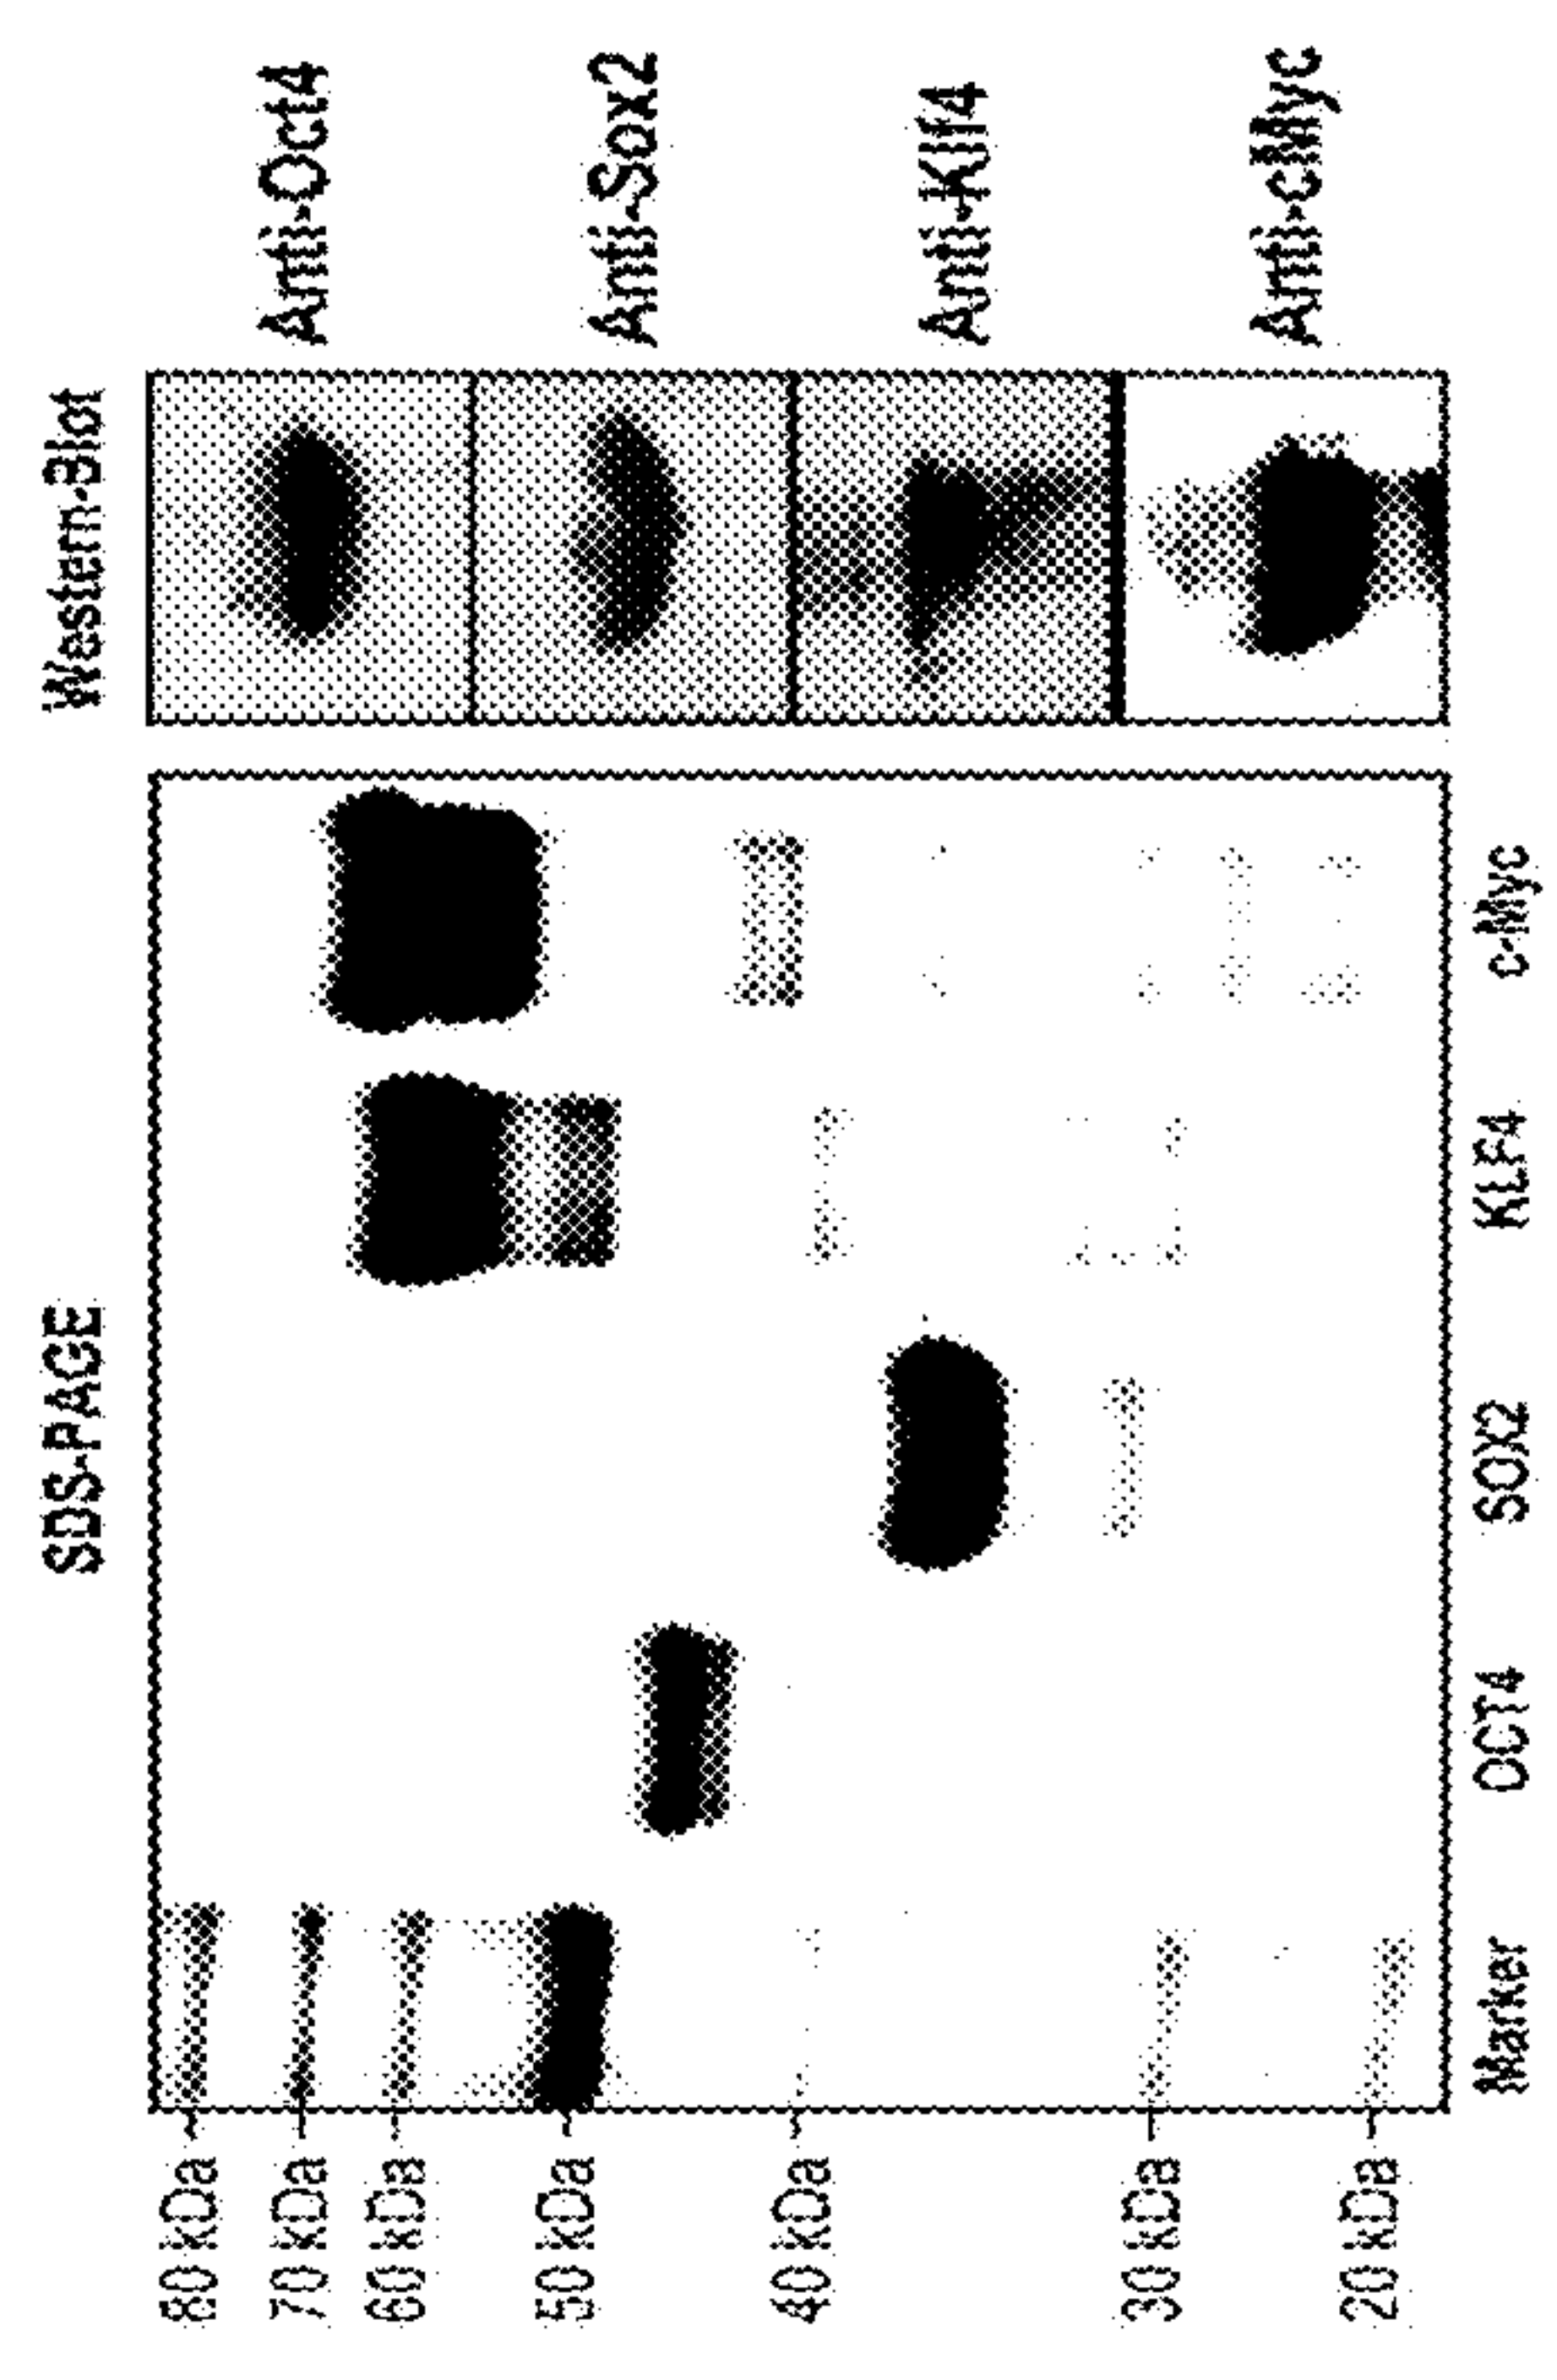 SDS-PAGE
Western-Blot
80 kDa
70 kDa
60 kDa
50 kDa
40 kDa
30 kDa
20 kDa
Marker
OCT4
SOX2
KLF4
c-Myc
Anti-Oct4
Anti-Sox2
Anti-Klf4
Anti-cMyc